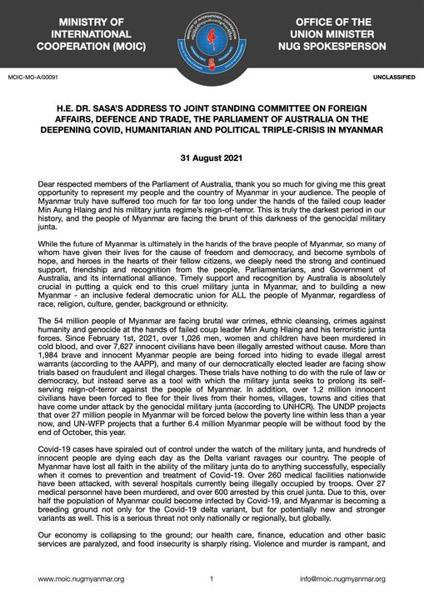 MINISTRY OF
INTERNATIONAL
COOPERATION (MOIC)
OFFICE OF THE
UNION MINISTER
NUG SPOKESPERSON
MOIC-MO-A/00091
UNCLASSIFIED
H.E. DR. SASA'S ADDRESS TO JOINT STANDING COMMITTEE ON FOREIGN
AFFAIRS, DEFENCE AND TRADE, THE PARLIAMENT OF AUSTRALIA ON THE
DEEPENING COVID, HUMANITARIAN AND POLITICAL TRIPLE-CRISIS IN MYANMAR
31 August 2021
Dear respected members of the Parliament of Australia, thank you so much for giving me this great
opportunity to represent my people and the country of Myanmar in your audience. The people of
Myanmar truly have suffered too much for far too long under the hands of the failed coup leader
Min Aung Hlaing and his military junta regime's reign-of-terror. This is truly the darkest period in our
history, and the people of Myanmar are facing the brunt of this darkness of the genocidal military
junta.
While the future of Myanmar is ultimately in the hands of the brave people of Myanmar, so many of
whom have given their lives for the cause of freedom and democracy, and become symbols of
hope, and heroes in the hearts of their fellow citizens, we deeply need the strong and continued
support, friendship and recognition from the people, Parliamentarians, and Government of
Australia, and its international alliance. Timely support and recognition by Australia is absolutely
crucial in putting a quick end to this cruel military junta in Myanmar, and to building a new
Myanmar - an inclusive federal democratic union for ALL the people of Myanmar, regardless of
race, religion, culture, gender, background or ethnicity.
The 54 million people of Myanmar are facing brutal war crimes, ethnic cleansing, crimes against
humanity and genocide at the hands of failed coup leader Min Aung Hlaing and his terroristic junta
forces. Since February 1st, 2021, over 1,026 men, women and children have been murdered in
cold blood, and over 7,627 innocent civilians have been illegally arrested without cause. More than
1,984 brave and innocent Myanmar people are being forced into hiding to evade illegal arrest
warrants (according to the AAPP), and many of our democratically elected leader are facing show
trials based on fraudulent and illegal charges. These trials have nothing to do with the rule of law or
democracy, but instead serve as a tool with which the military junta seeks to prolong its self-
serving reign-of-terror against the people of Myanmar. In addition, over 1.2 million innocent
civilians have been forced to flee for their lives from their homes, villages, towns and cities that
have come under attack by the genocidal military junta (according to UNHCR). The UNDP projects
that over 27 million people in Myanmar will be forced below the poverty line within less than a year
now, and UN-WFP projects that a further 6.4 million Myanmar people will be without food by the
end of October, this year.
Covid-19 cases have spiraled out of control under the watch of the military junta, and hundreds of
innocent people are dying each day as the Delta variant ravages our country. The people of
Myanmar have lost all faith in the ability of the military junta do to anything successfully, especially
when it comes to prevention and treatment of Covid-19. Over 260 medical facilities nationwide
have been attacked, with several hospitals currently being illegally occupied by troops. Over 27
medical personnel have been murdered, and over 600 arrested by this cruel junta. Due to this, over
half the population of Myanmar could become infected by Covid-19, and Myanmar is becoming a
breeding ground not only for the Covid-19 delta variant, but for potentially new and stronger
variants as well. This is a serious threat not only nationally or regionally, but globally.
Our economy is collapsing to the ground; our health care, finance, education and other basic
services are paralyzed, and food insecurity is sharply rising. Violence and murder is rampant, and
www.moic.nugmyanmar.org
1
info@moic.nugmyanmar.org